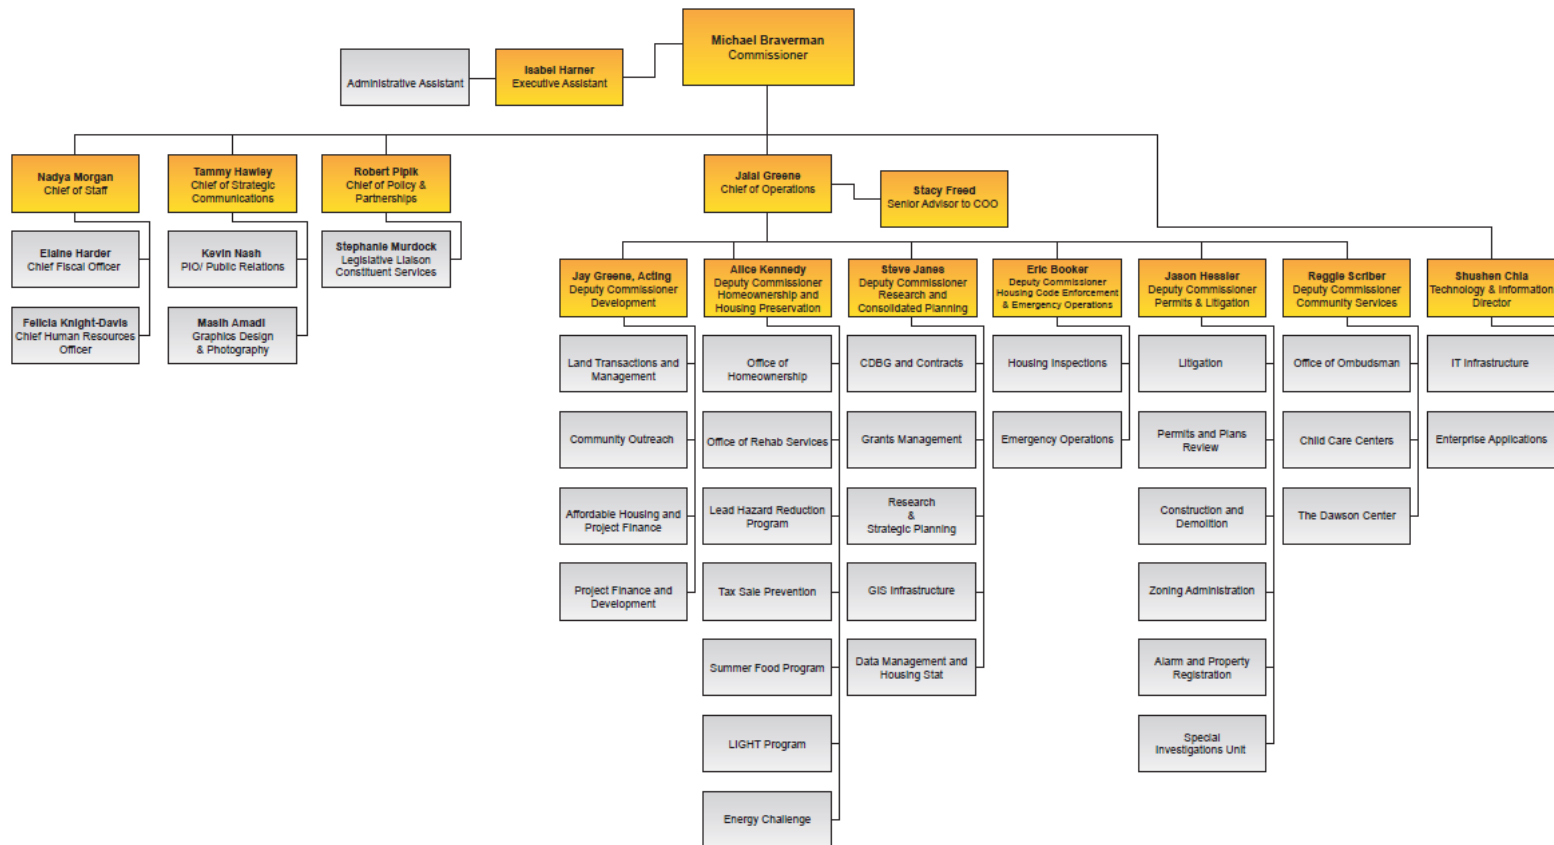 Michael Braverman
Commissioner
Administrative Assistant
Isabel Harner
Executive Assistant
Nadya Morgan
Chief of Staff
Tammy Hawley
Chief of Strategic
Communications
Robert Pipik
Chief of Policy &
Partnerships
Jalal Greene
Chief of Operations
Stacy Freed
Senior Advisor to COO
Elaine Harder
Chief Fiscal Officer
Kevin Nash
PIO/ Public Relations
Stephanie Murdock
Legislative Liaison
Constituent Services
Felicia Knight-Davis
Chief Human Resources
Officer
Masih Amadi
Graphics Design
& Photography
Jay Greene, Acting
Deputy Commissioner
Development
Alice Kennedy
Deputy Commissioner
Homeownership and
Housing Preservation
Steve Janes
Deputy Commissioner
Research and
Consolidated Planning
Eric Booker
Deputy Commissioner
Housing Code Enforcement
& Emergency Operations
Jason Hessler
Deputy Commissioner
Permits & Litigation
Reggie Scriber
Deputy Commissioner
Community Services
Shushen Chia
Technology & Information
Director
Land Transactions and
Management
Community Outreach
Affordable Housing and
Project Finance
Project Finance and
Development
Office of
Homeownership
Office of Rehab Services
Lead Hazard Reduction
Program
Tax Sale Prevention
Summer Food Program
LIGHT Program
Energy Challenge
CDBG and Contracts
Grants Management
Research
&
Strategic Planning
GIS Infrastructure
Data Management and
Housing Stat
Housing Inspections
Emergency Operations
Litigation
Permits and Plans
Review
Construction and
Demolition
Zoning Administration
Alarm and Property
Registration
Special
Investigations Unit
Office of Ombudsman
Child Care Centers
The Dawson Center
IT Infrastructure
Enterprise Applications